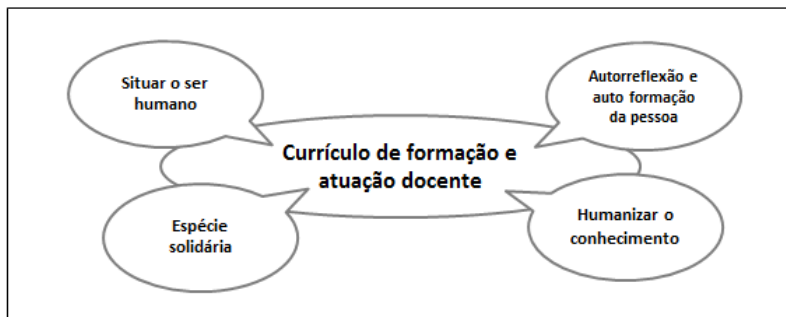 Situar o ser
humano
Autorreflexão e
auto formação
da pessoa
Currículo de formação e
atuação docente
Espécie
solidária
Humanizar o
conhecimento